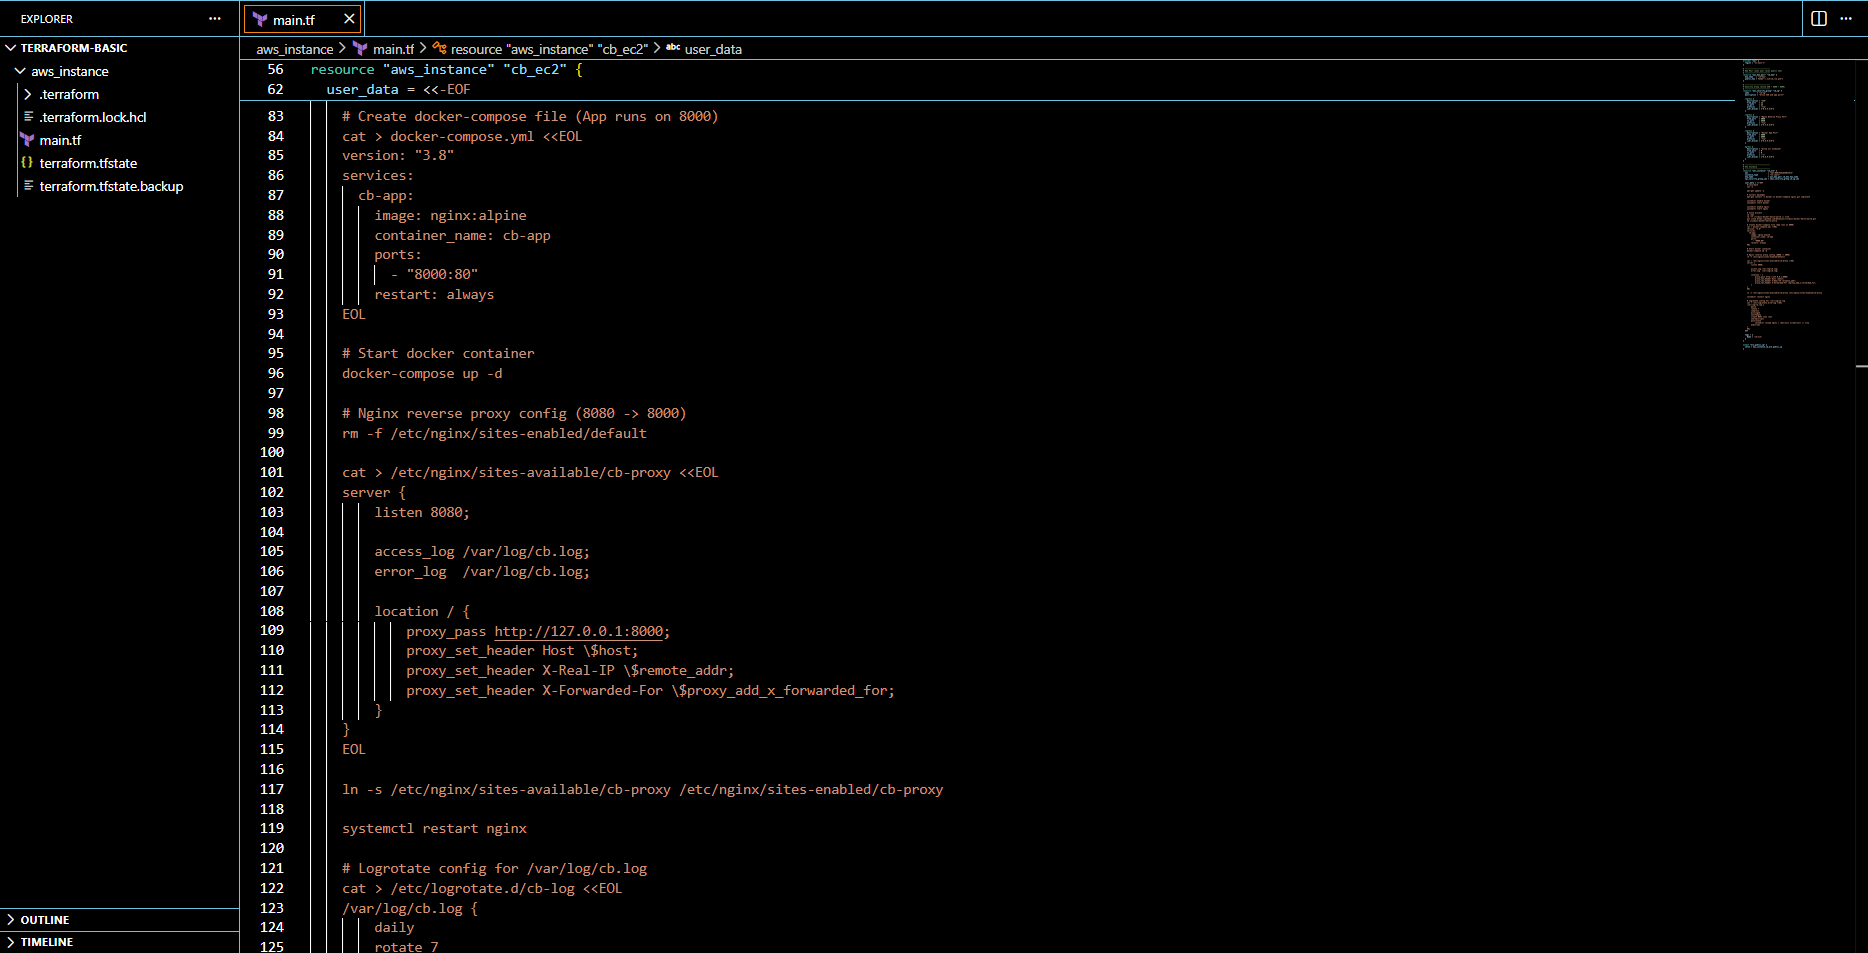 EXPLORER
TERRAFORM-BASIC
aws_instance
.terraform
.terraform.lock.hcl
main.tf
terraform.tfstate
terraform.tfstate.backup
OUTLINE
TIMELINE
main.tf
aws_instance > main.tf > resource "aws_instance" "cb_ec2" > abc user_data
56 resource "aws_instance" "cb_ec2" {
62 user_data = <<-EOF
83 # Create docker-compose file (App runs on 8000)
84 cat > docker-compose.yml <<EOL
85 version: "3.8"
86 services:
87 cb-app:
88 image: nginx:alpine
89 container_name: cb-app
90 ports:
91 - "8000:80"
92 restart: always
93 EOL
94
95 # Start docker container
96 docker-compose up -d
97
98 # Nginx reverse proxy config (8080 -> 8000)
99 rm -f /etc/nginx/sites-enabled/default
100
101 cat > /etc/nginx/sites-available/cb-proxy <<EOL
102 server {
103 listen 8080;
104
105 access_log /var/log/cb.log;
106 error_log  /var/log/cb.log;
107
108 location / {
109 proxy_pass http://127.0.0.1:8000;
110 proxy_set_header Host \$host;
111 proxy_set_header X-Real-IP \$remote_addr;
112 proxy_set_header X-Forwarded-For \$proxy_add_x_forwarded_for;
113 }
114 }
115 EOL
116
117 ln -s /etc/nginx/sites-available/cb-proxy /etc/nginx/sites-enabled/cb-proxy
118
119 systemctl restart nginx
120
121 # Logrotate config for /var/log/cb.log
122 cat > /etc/logrotate.d/cb-log <<EOL
123 /var/log/cb.log {
124 daily
125 rotate 7